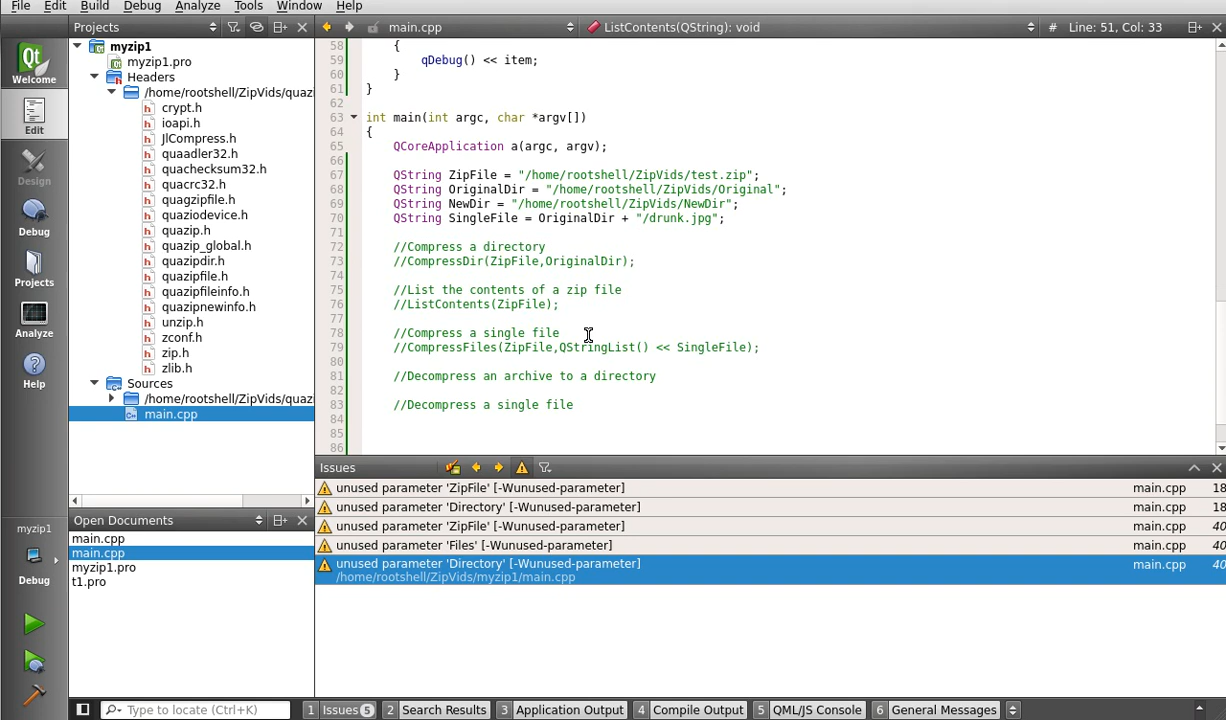 File Edit Build Debug Analyze Tools Window Help
Projects
main.cpp
ListContents(QString): void
# Line: 51, Col: 33
Qt
Welcome
Edit
Design
Debug
Projects
Analyze
Help
myzip1
Debug
myzip1
myzip1.pro
Headers
/home/rootshell/ZipVids/quaz
crypt.h
ioapi.h
JlCompress.h
quaadler32.h
quachecksum32.h
quacrc32.h
quagzipfile.h
quaziodevice.h
quazip.h
quazip_global.h
quazipdir.h
quazipfile.h
quazipfileinfo.h
quazipnewinfo.h
unzip.h
zconf.h
zip.h
zlib.h
Sources
/home/rootshell/ZipVids/quaz
main.cpp
Open Documents
main.cpp
main.cpp
myzip1.pro
t1.pro
58 {
59 qDebug() << item;
60 }
61 }
62
63 int main(int argc, char *argv[])
64 {
65 QCoreApplication a(argc, argv);
66
67 QString ZipFile = "/home/rootshell/ZipVids/test.zip";
68 QString OriginalDir = "/home/rootshell/ZipVids/Original";
69 QString NewDir = "/home/rootshell/ZipVids/NewDir";
70 QString SingleFile = OriginalDir + "/drunk.jpg";
71
72 //Compress a directory
73 //CompressDir(ZipFile,OriginalDir);
74
75 //List the contents of a zip file
76 //ListContents(ZipFile);
77
78 //Compress a single file
79 //CompressFiles(ZipFile,QStringList() << SingleFile);
80
81 //Decompress an archive to a directory
82
83 //Decompress a single file
84
85
86
Issues
unused parameter 'ZipFile' [-Wunused-parameter] main.cpp 18
unused parameter 'Directory' [-Wunused-parameter] main.cpp 18
unused parameter 'ZipFile' [-Wunused-parameter] main.cpp 40
unused parameter 'Files' [-Wunused-parameter] main.cpp 40
unused parameter 'Directory' [-Wunused-parameter] main.cpp 40
/home/rootshell/ZipVids/myzip1/main.cpp
Type to locate (Ctrl+K) 1 Issues 5 2 Search Results 3 Application Output 4 Compile Output 5 QML/JS Console 6 General Messages